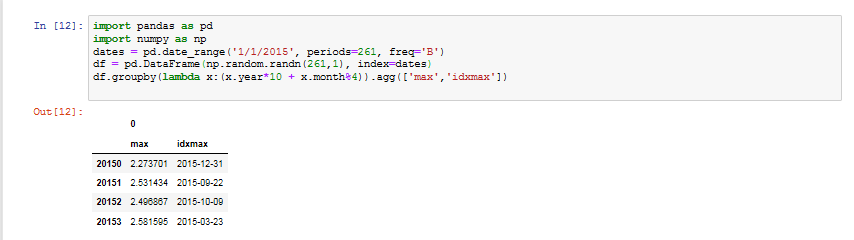 In [12]: import pandas as pd
import numpy as np
dates = pd.date_range('1/1/2015', periods=261, freq='B')
df = pd.DataFrame(np.random.randn(261,1), index=dates)
df.groupby(lambda x:(x.year*10 + x.month%4)).agg(['max','idxmax'])
Out[12]:
0
max idxmax
20150 2.273701 2015-12-31
20151 2.531434 2015-09-22
20152 2.496867 2015-10-09
20153 2.581595 2015-03-23